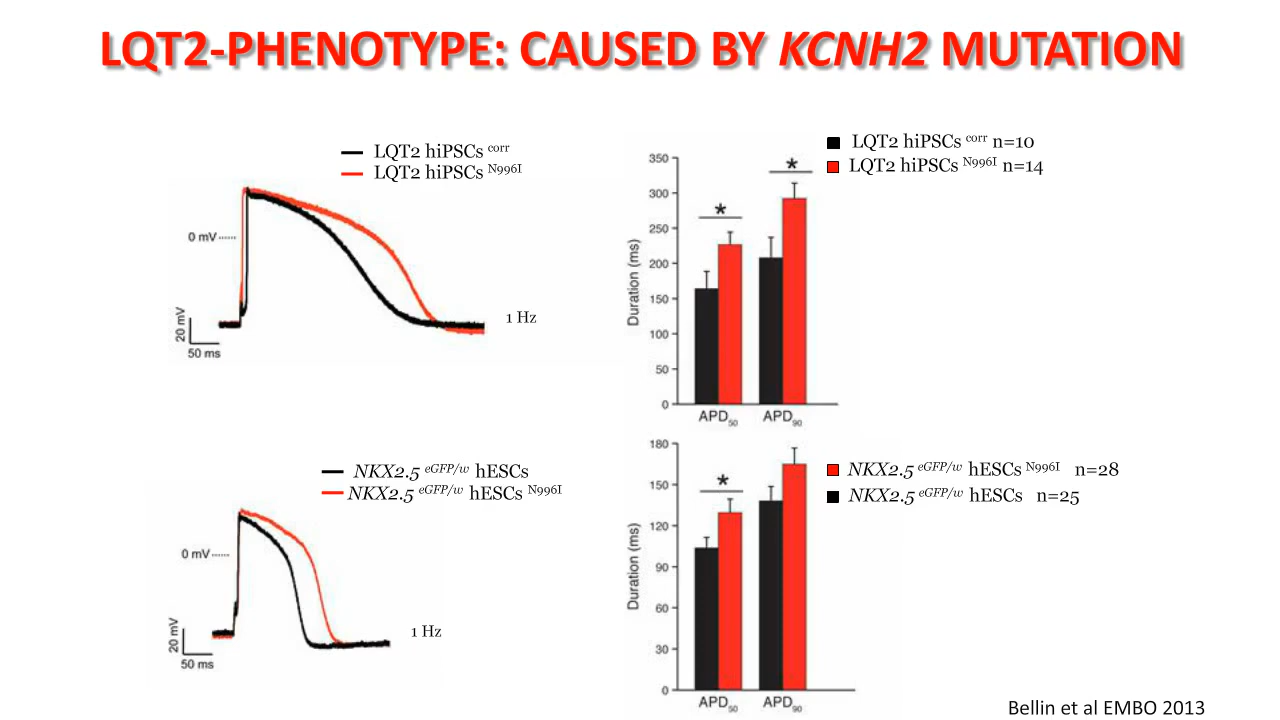 LQT2-PHENOTYPE: CAUSED BY KCNH2 MUTATION
LQT2 hiPSCs corr
LQT2 hiPSCs N996I
0 mV
20 mV
50 ms
1 Hz
LQT2 hiPSCs corr n=10
LQT2 hiPSCs N996I n=14
Duration (ms)
350
300
250
200
150
100
50
0
*
*
APD50
APD90
NKX2.5 eGFP/w hESCs
NKX2.5 eGFP/w hESCs N996I
0 mV
20 mV
50 ms
1 Hz
NKX2.5 eGFP/w hESCs N996I n=28
NKX2.5 eGFP/w hESCs n=25
Duration (ms)
180
150
120
90
60
30
0
*
APD50
APD90
Bellin et al EMBO 2013